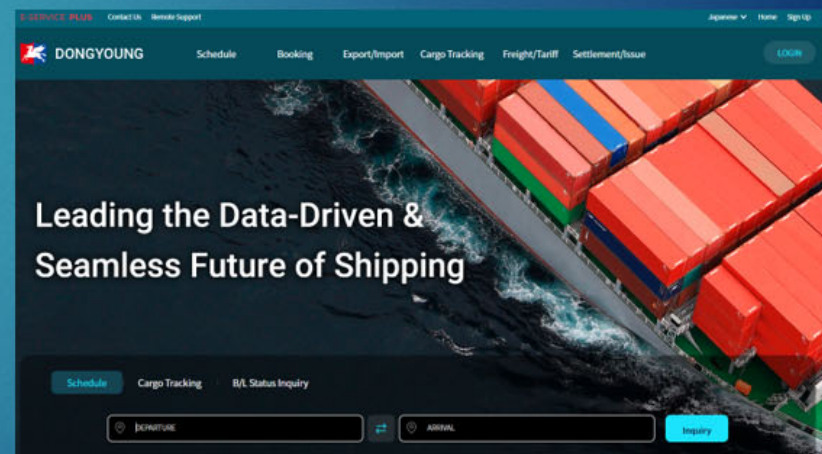 E-SERVICE PLUS Contact Us Remote Support Japanese Home Sign Up
DONGYOUNG Schedule Booking Export/Import Cargo Tracking Freight/Tariff Settlement/Issue LOGIN
Leading the Data-Driven &
Seamless Future of Shipping
Schedule Cargo Tracking B/L Status Inquiry
DEPARTURE ARRIVAL Inquiry